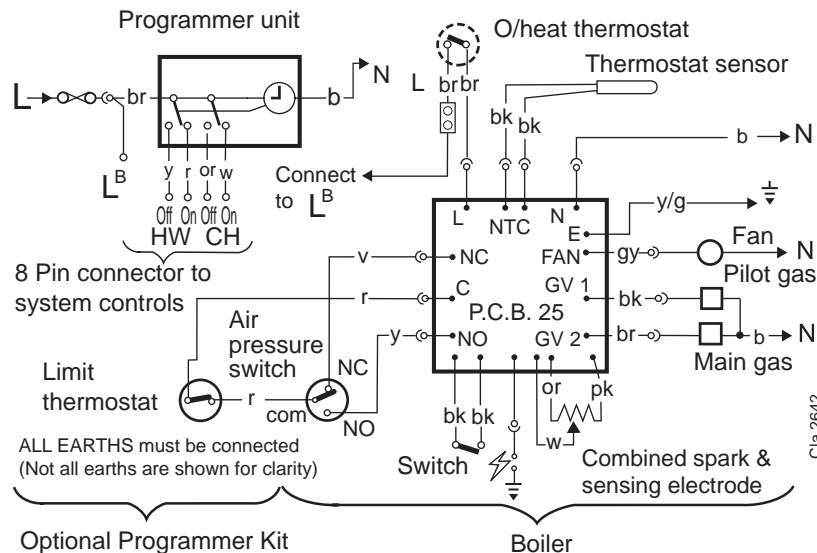 Programmer unit
O/heat thermostat
Thermostat sensor
L
br
b
N
L
br
br
bk
bk
b
N
L B
y
r
or
w
Off
On
Off
On
HW
CH
Connect
to L B
L
NTC
N
E
y/g
8 Pin connector to
system controls
v
NC
FAN
gy
Fan
N
Pilot gas
r
C
GV 1
bk
P.C.B. 25
y
NO
GV 2
br
b
N
Main gas
Air
pressure
switch
NC
Limit
thermostat
r
com
NO
or
pk
bk
bk
w
Switch
Combined spark &
sensing electrode
ALL EARTHS must be connected
(Not all earths are shown for clarity)
Optional Programmer Kit
Boiler
Cla 2642